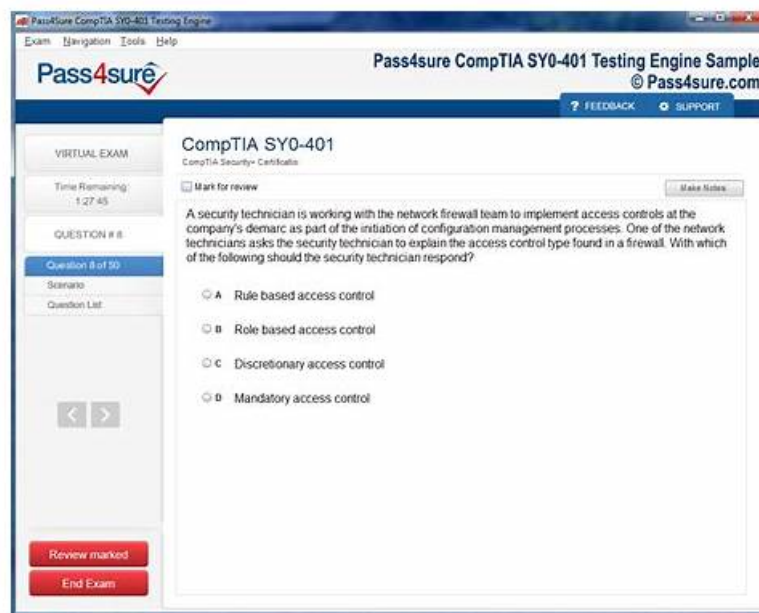 Pass4Sure CompTIA SY0-401 Testing Engine
Exam Navigation Tools Help
Pass4sure
Pass4sure CompTIA SY0-401 Testing Engine Sample
© Pass4sure.com
? FEEDBACK SUPPORT
VIRTUAL EXAM
Time Remaining:
1:27:45
QUESTION # 8
Question 8 of 50
Scenario
Question List
CompTIA SY0-401
CompTIA Security+ Certificatio
Mark for review
Make Notes
A security technician is working with the network firewall team to implement access controls at the
company's demarc as part of the initiation of configuration management processes. One of the network
technicians asks the security technician to explain the access control type found in a firewall. With which
of the following should the security technician respond?
A Rule based access control
B Role based access control
C Discretionary access control
D Mandatory access control
Review marked
End Exam